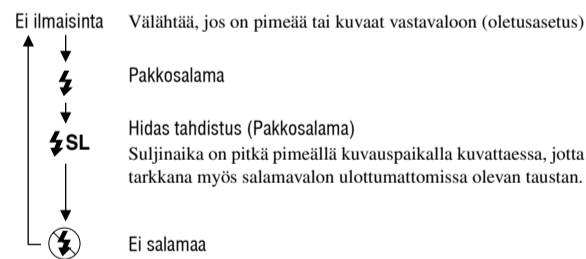 Ei ilmaisinta Välähtää, jos on pimeää tai kuvaat vastavaloon (oletusasetus)
Pakkosalama
SL Hidas tahdistus (Pakkosalama)
Suljinaika on pitkä pimeällä kuvauspaikalla kuvattaessa, jotta
tarkkana myös salamavalon ulottumattomissa olevan taustan.
Ei salamaa